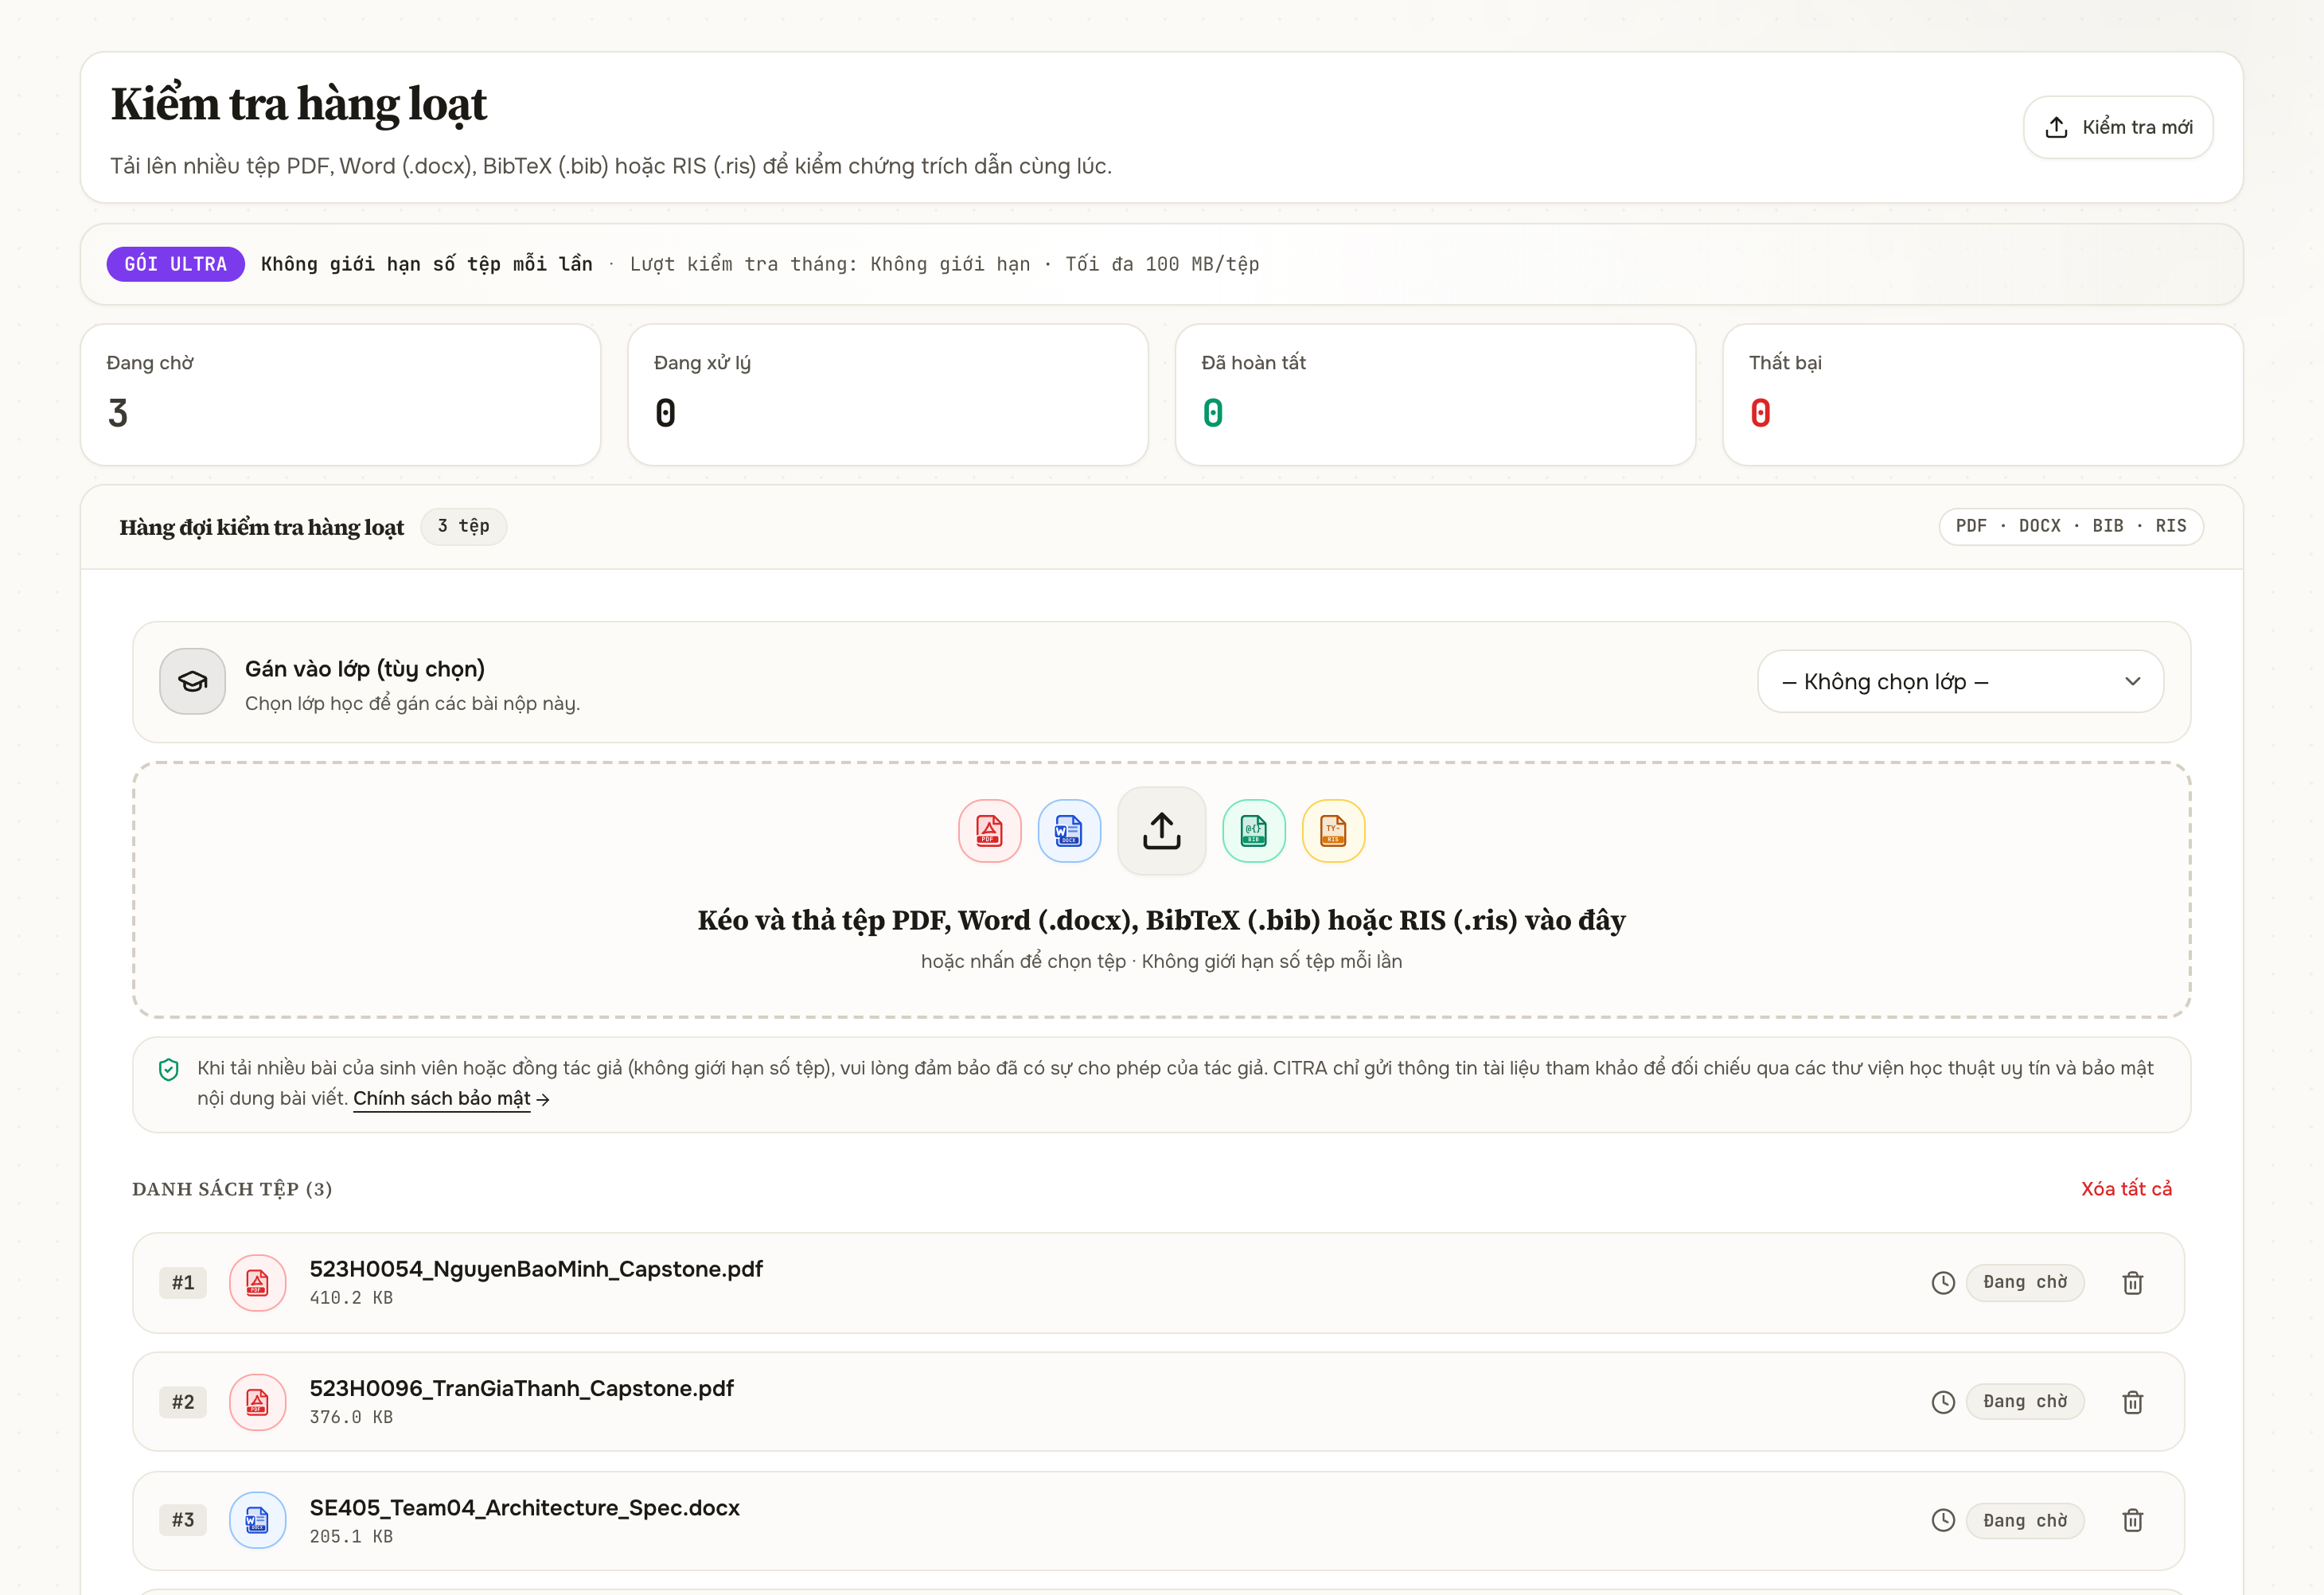 Kiểm tra hàng loạt
Tải lên nhiều tệp PDF, Word (.docx), BibTeX (.bib) hoặc RIS (.ris) để kiểm chứng trích dẫn cùng lúc.
Kiểm tra mới
GÓI ULTRA Không giới hạn số tệp mỗi lần · Lượt kiểm tra tháng: Không giới hạn · Tối đa 100 MB/tệp
Đang chờ
3
Đang xử lý
0
Đã hoàn tất
0
Thất bại
0
Hàng đợi kiểm tra hàng loạt 3 tệp
PDF · DOCX · BIB · RIS
Gán vào lớp (tùy chọn)
Chọn lớp học để gán các bài nộp này.
— Không chọn lớp —
PDF
W DOCX
@{} BIB
TY- RIS
Kéo và thả tệp PDF, Word (.docx), BibTeX (.bib) hoặc RIS (.ris) vào đây
hoặc nhấn để chọn tệp · Không giới hạn số tệp mỗi lần
Khi tải nhiều bài của sinh viên hoặc đồng tác giả (không giới hạn số tệp), vui lòng đảm bảo đã có sự cho phép của tác giả. CITRA chỉ gửi thông tin tài liệu tham khảo để đối chiếu qua các thư viện học thuật uy tín và bảo mật
nội dung bài viết. Chính sách bảo mật →
DANH SÁCH TỆP (3)
Xóa tất cả
#1 PDF 523H0054_NguyenBaoMinh_Capstone.pdf
410.2 KB
Đang chờ
#2 PDF 523H0096_TranGiaThanh_Capstone.pdf
376.0 KB
Đang chờ
#3 W DOCX SE405_Team04_Architecture_Spec.docx
205.1 KB
Đang chờ